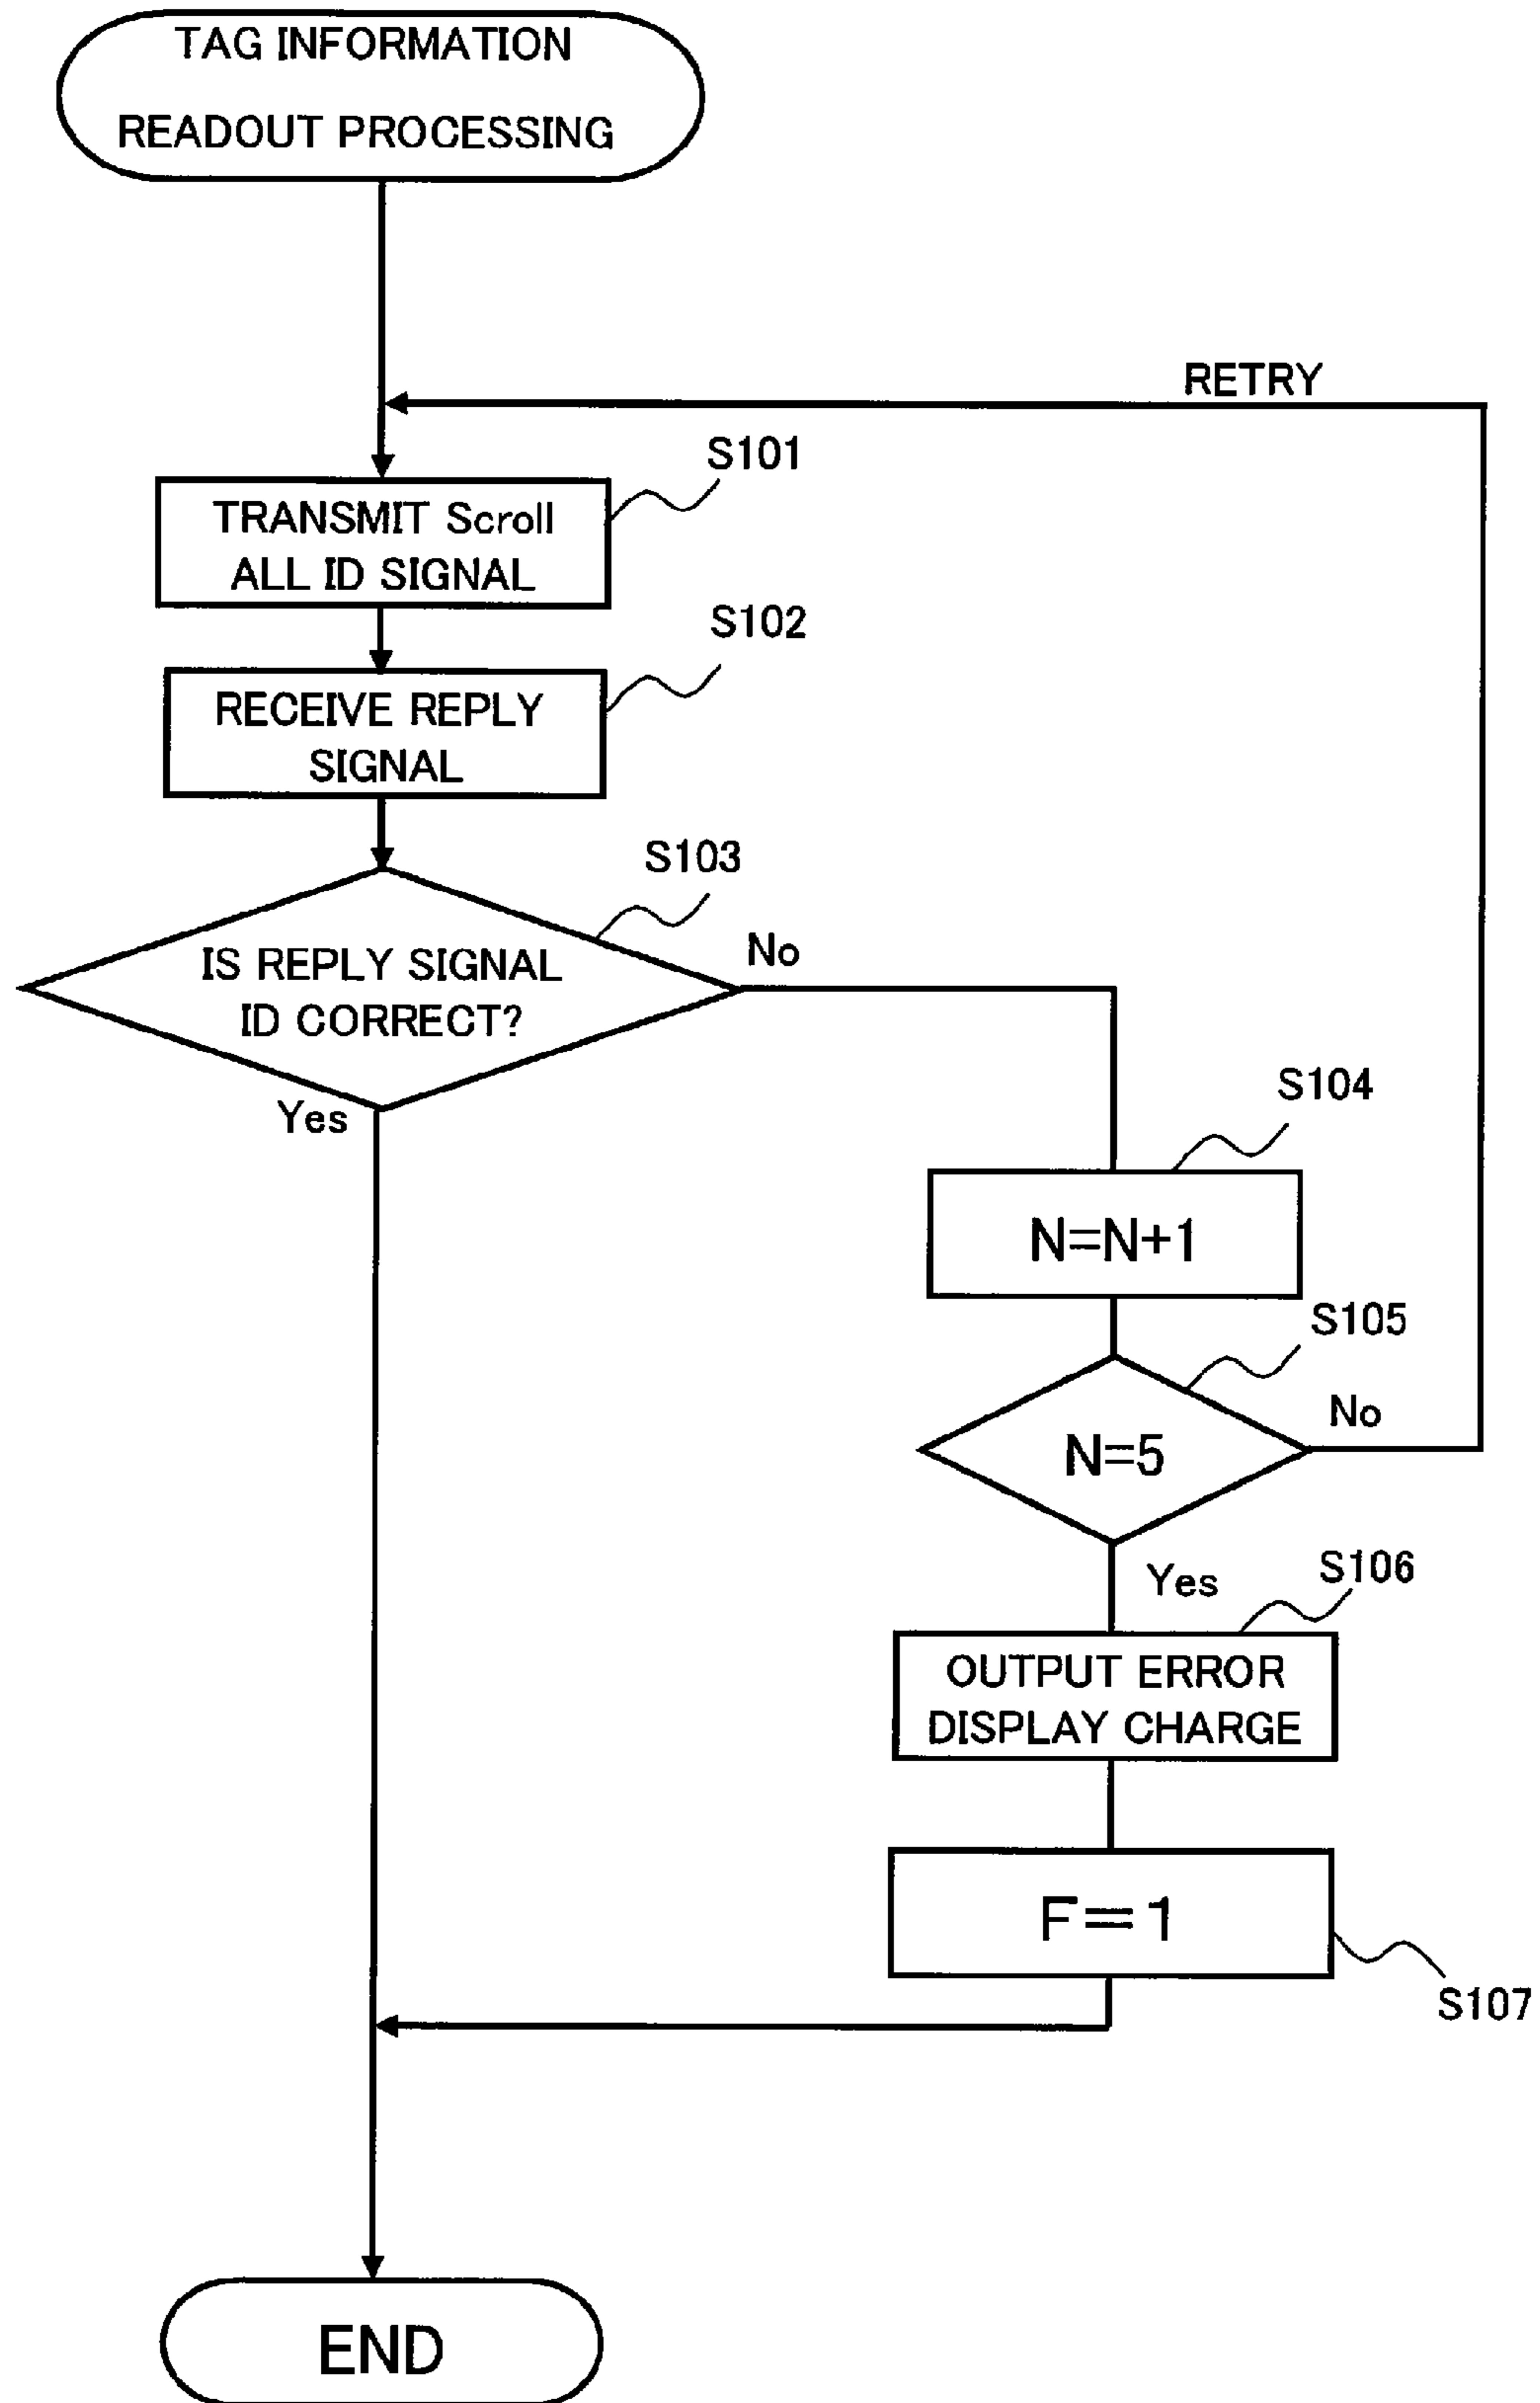 TAG INFORMATION
READOUT PROCESSING
RETRY
S101
TRANSMIT Scroll
ALL ID SIGNAL
S102
RECEIVE REPLY
SIGNAL
S103
IS REPLY SIGNAL
ID CORRECT?
No
Yes
S104
N=N+1
S105
N=5
No
Yes
S106
OUTPUT ERROR
DISPLAY CHARGE
F=1
S107
END